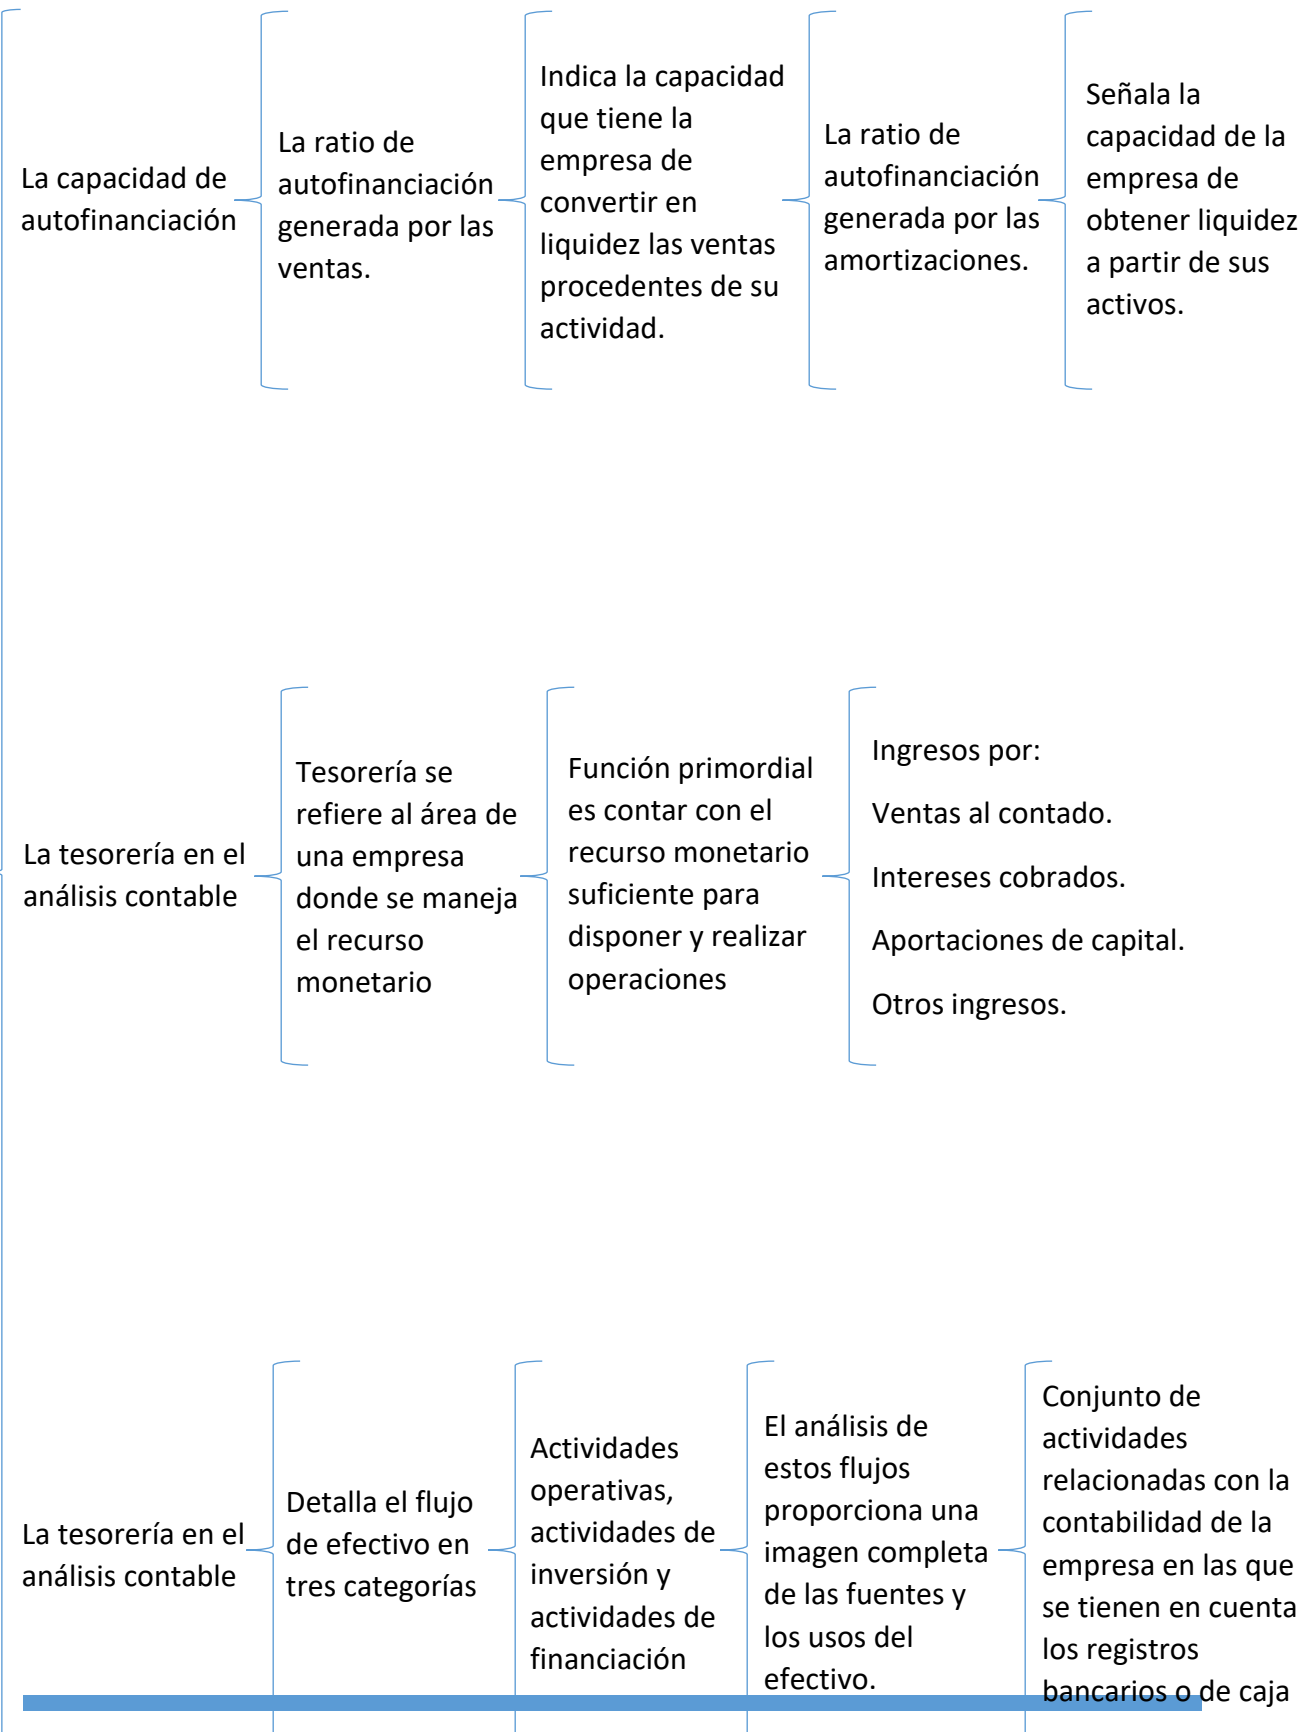 La capacidad de
autofinanciación
La ratio de
autofinanciación
generada por las
ventas.
Indica la capacidad
que tiene la
empresa de
convertir en
liquidez las ventas
procedentes de su
actividad.
La ratio de
autofinanciación
generada por las
amortizaciones.
Señala la
capacidad de la
empresa de
obtener liquidez
a partir de sus
activos.
La tesorería en el
análisis contable
Tesorería se
refiere al área de
una empresa
donde se maneja
el recurso
monetario
Función primordial
es contar con el
recurso monetario
suficiente para
disponer y realizar
operaciones
Ingresos por:
Ventas al contado.
Intereses cobrados.
Aportaciones de capital.
Otros ingresos.
La tesorería en el
análisis contable
Detalla el flujo
de efectivo en
tres categorías
Actividades
operativas,
actividades de
inversión y
actividades de
financiación
El análisis de
estos flujos
proporciona una
imagen completa
de las fuentes y
los usos del
efectivo.
Conjunto de
actividades
relacionadas con la
contabilidad de la
empresa en las que
se tienen en cuenta
los registros
bancarios o de caja